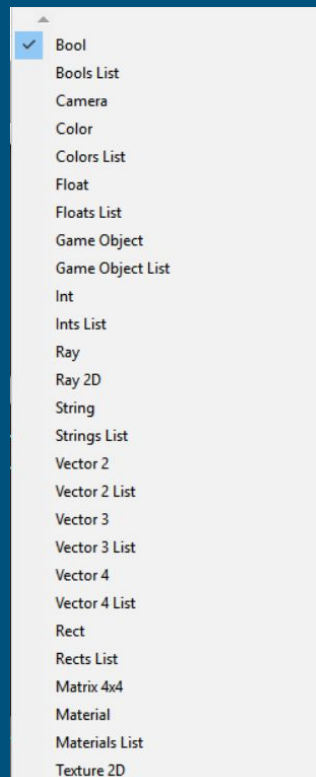 Bool
Bools List
Camera
Color
Colors List
Float
Floats List
Game Object
Game Object List
Int
Ints List
Ray
Ray 2D
String
Strings List
Vector 2
Vector 2 List
Vector 3
Vector 3 List
Vector 4
Vector 4 List
Rect
Rects List
Matrix 4x4
Material
Materials List
Texture 2D